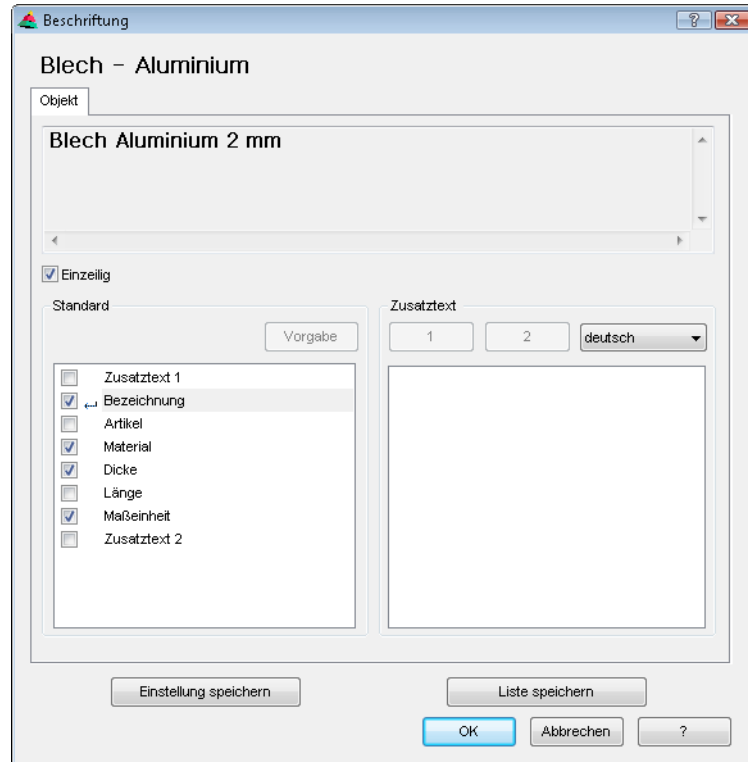 Beschriftung
?
Blech - Aluminium
Objekt
Blech Aluminium 2 mm
Einzeilig
Standard
Vorgabe
Zusatztext 1
Bezeichnung
Artikel
Material
Dicke
Länge
Maßeinheit
Zusatztext 2
Zusatztext
1 2 deutsch
Einstellung speichern Liste speichern
OK Abbrechen ?